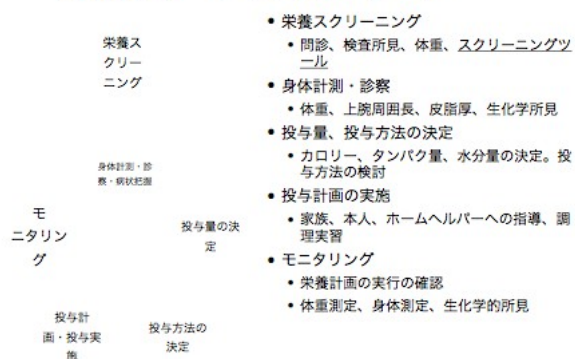 栄養ス
クリー
ニング
身体計測・診
察・病状把握
モ
ニタリン
グ
投与量の決
定
投与計
画・投与実
施
投与方法の
決定
• 栄養スクリーニング
• 問診、検査所見、体重、スクリーニングツ
ール
• 身体計測・診察
• 体重、上腕周囲長、皮脂厚、生化学所見
• 投与量、投与方法の決定
• カロリー、タンパク量、水分量の決定。投
与方法の検討
• 投与計画の実施
• 家族、本人、ホームヘルパーへの指導、調
理実習
• モニタリング
• 栄養計画の実行の確認
• 体重測定、身体測定、生化学的所見